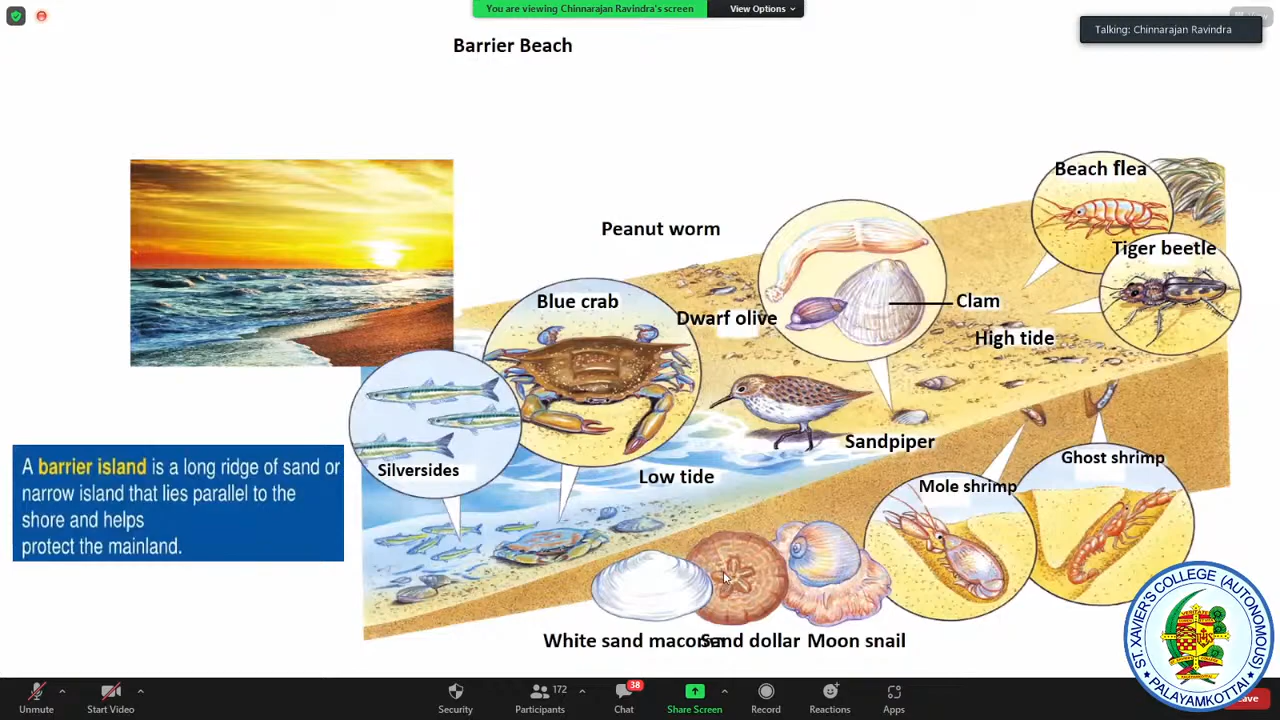 You are viewing Chinnarajan Ravindra's screen
View Options
View
Talking: Chinnarajan Ravindra
Barrier Beach
Beach flea
Tiger beetle
Peanut worm
Blue crab
Dwarf olive
Clam
High tide
Sandpiper
Silversides
Low tide
Ghost shrimp
Mole shrimp
A barrier island is a long ridge of sand or
narrow island that lies parallel to the
shore and helps
protect the mainland.
White sand macoma
Sand dollar
Moon snail
ST. XAVIER'S COLLEGE (AUTONOMOUS)
PALAYAMKOTTAI
Unmute
Start Video
Security
172
Participants
38
Chat
Share Screen
Record
Reactions
Apps